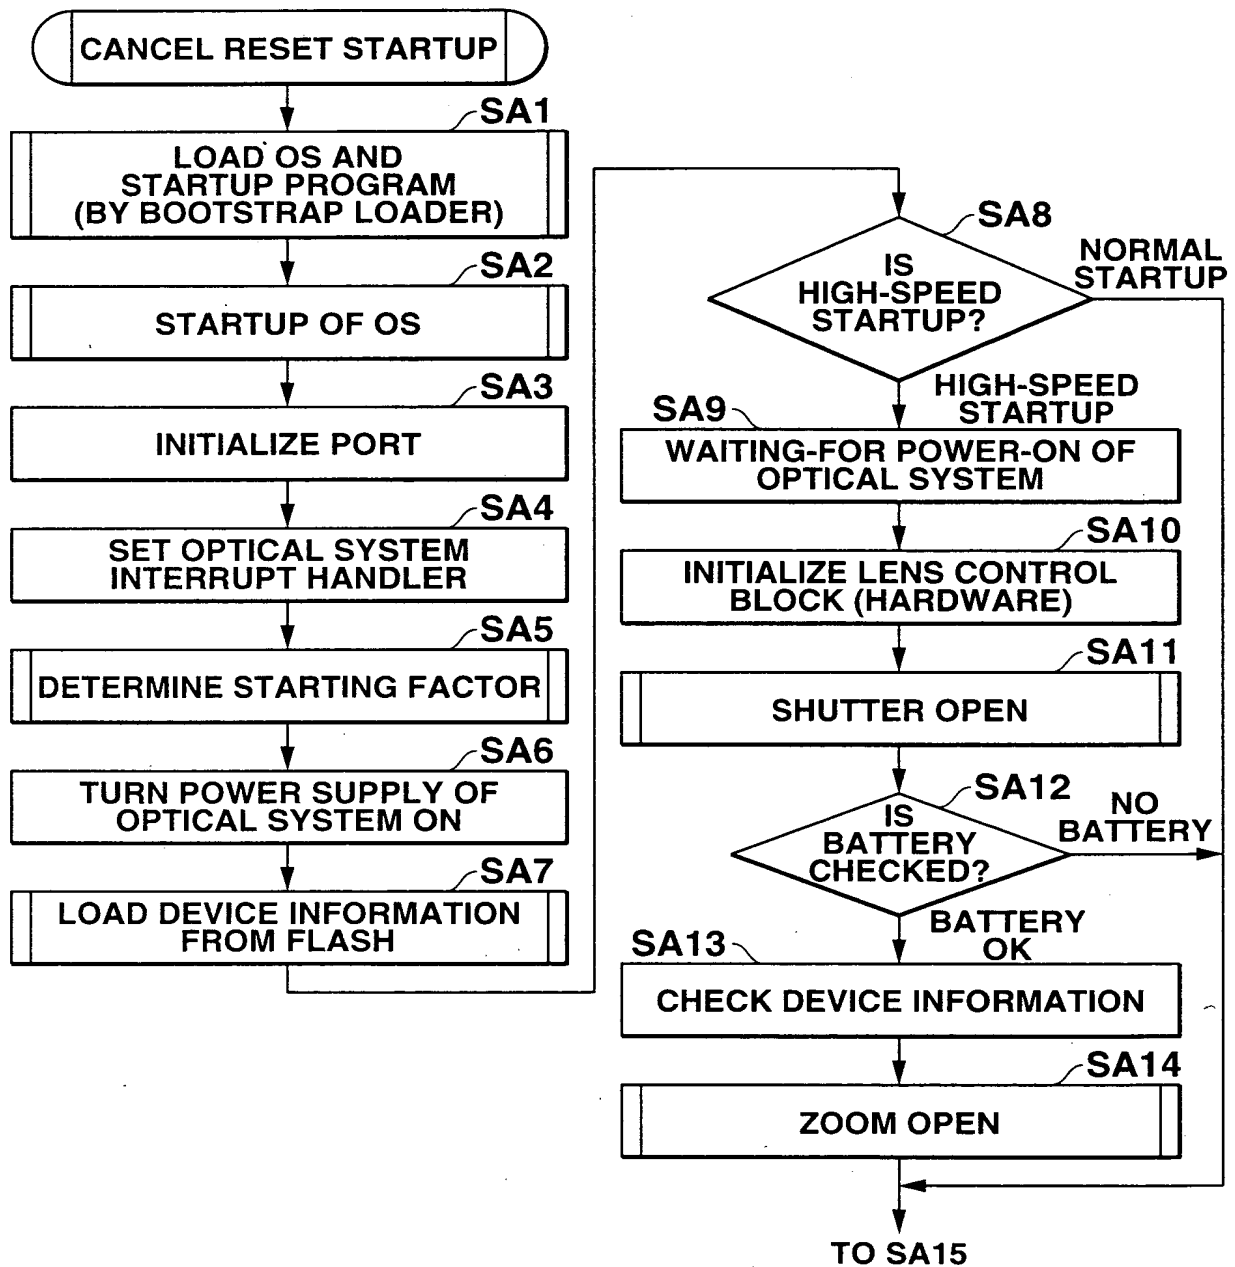 CANCEL RESET STARTUP
SA1
LOAD OS AND
STARTUP PROGRAM
(BY BOOTSTRAP LOADER)
SA2
STARTUP OF OS
SA3
INITIALIZE PORT
SA4
SET OPTICAL SYSTEM
INTERRUPT HANDLER
SA5
DETERMINE STARTING FACTOR
SA6
TURN POWER SUPPLY OF
OPTICAL SYSTEM ON
SA7
LOAD DEVICE INFORMATION
FROM FLASH
SA8
IS
HIGH-SPEED
STARTUP?
NORMAL
STARTUP
HIGH-SPEED
STARTUP
SA9
WAITING-FOR POWER-ON OF
OPTICAL SYSTEM
SA10
INITIALIZE LENS CONTROL
BLOCK (HARDWARE)
SA11
SHUTTER OPEN
SA12
IS
BATTERY
CHECKED?
NO
BATTERY
BATTERY
OK
SA13
CHECK DEVICE INFORMATION
SA14
ZOOM OPEN
TO SA15